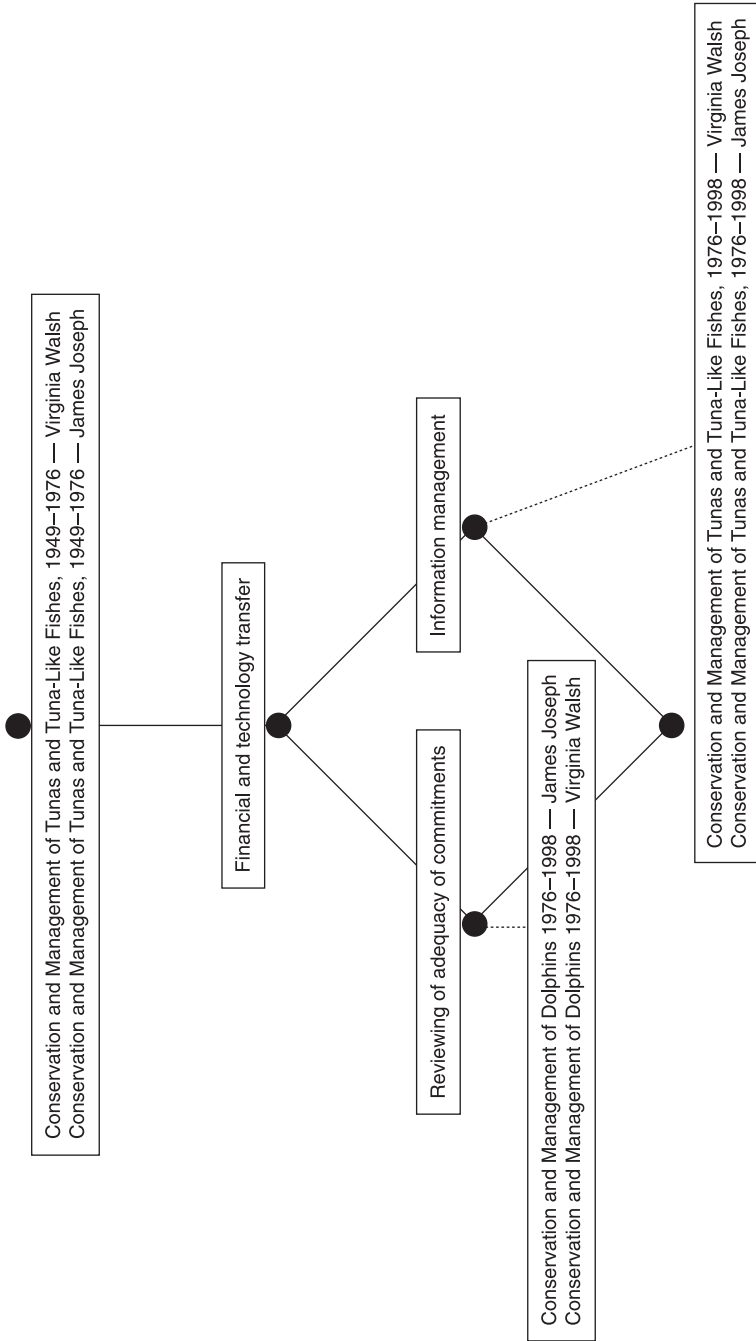 Conservation and Management of Tunas and Tuna-Like Fishes, 1949–1976 — Virginia Walsh
Conservation and Management of Tunas and Tuna-Like Fishes, 1949–1976 — James Joseph
Financial and technology transfer
Reviewing of adequacy of commitments
Information management
Conservation and Management of Dolphins 1976–1998 — James Joseph
Conservation and Management of Dolphins 1976–1998 — Virginia Walsh
Conservation and Management of Tunas and Tuna-Like Fishes, 1976–1998 — Virginia Walsh
Conservation and Management of Tunas and Tuna-Like Fishes, 1976–1998 — James Joseph